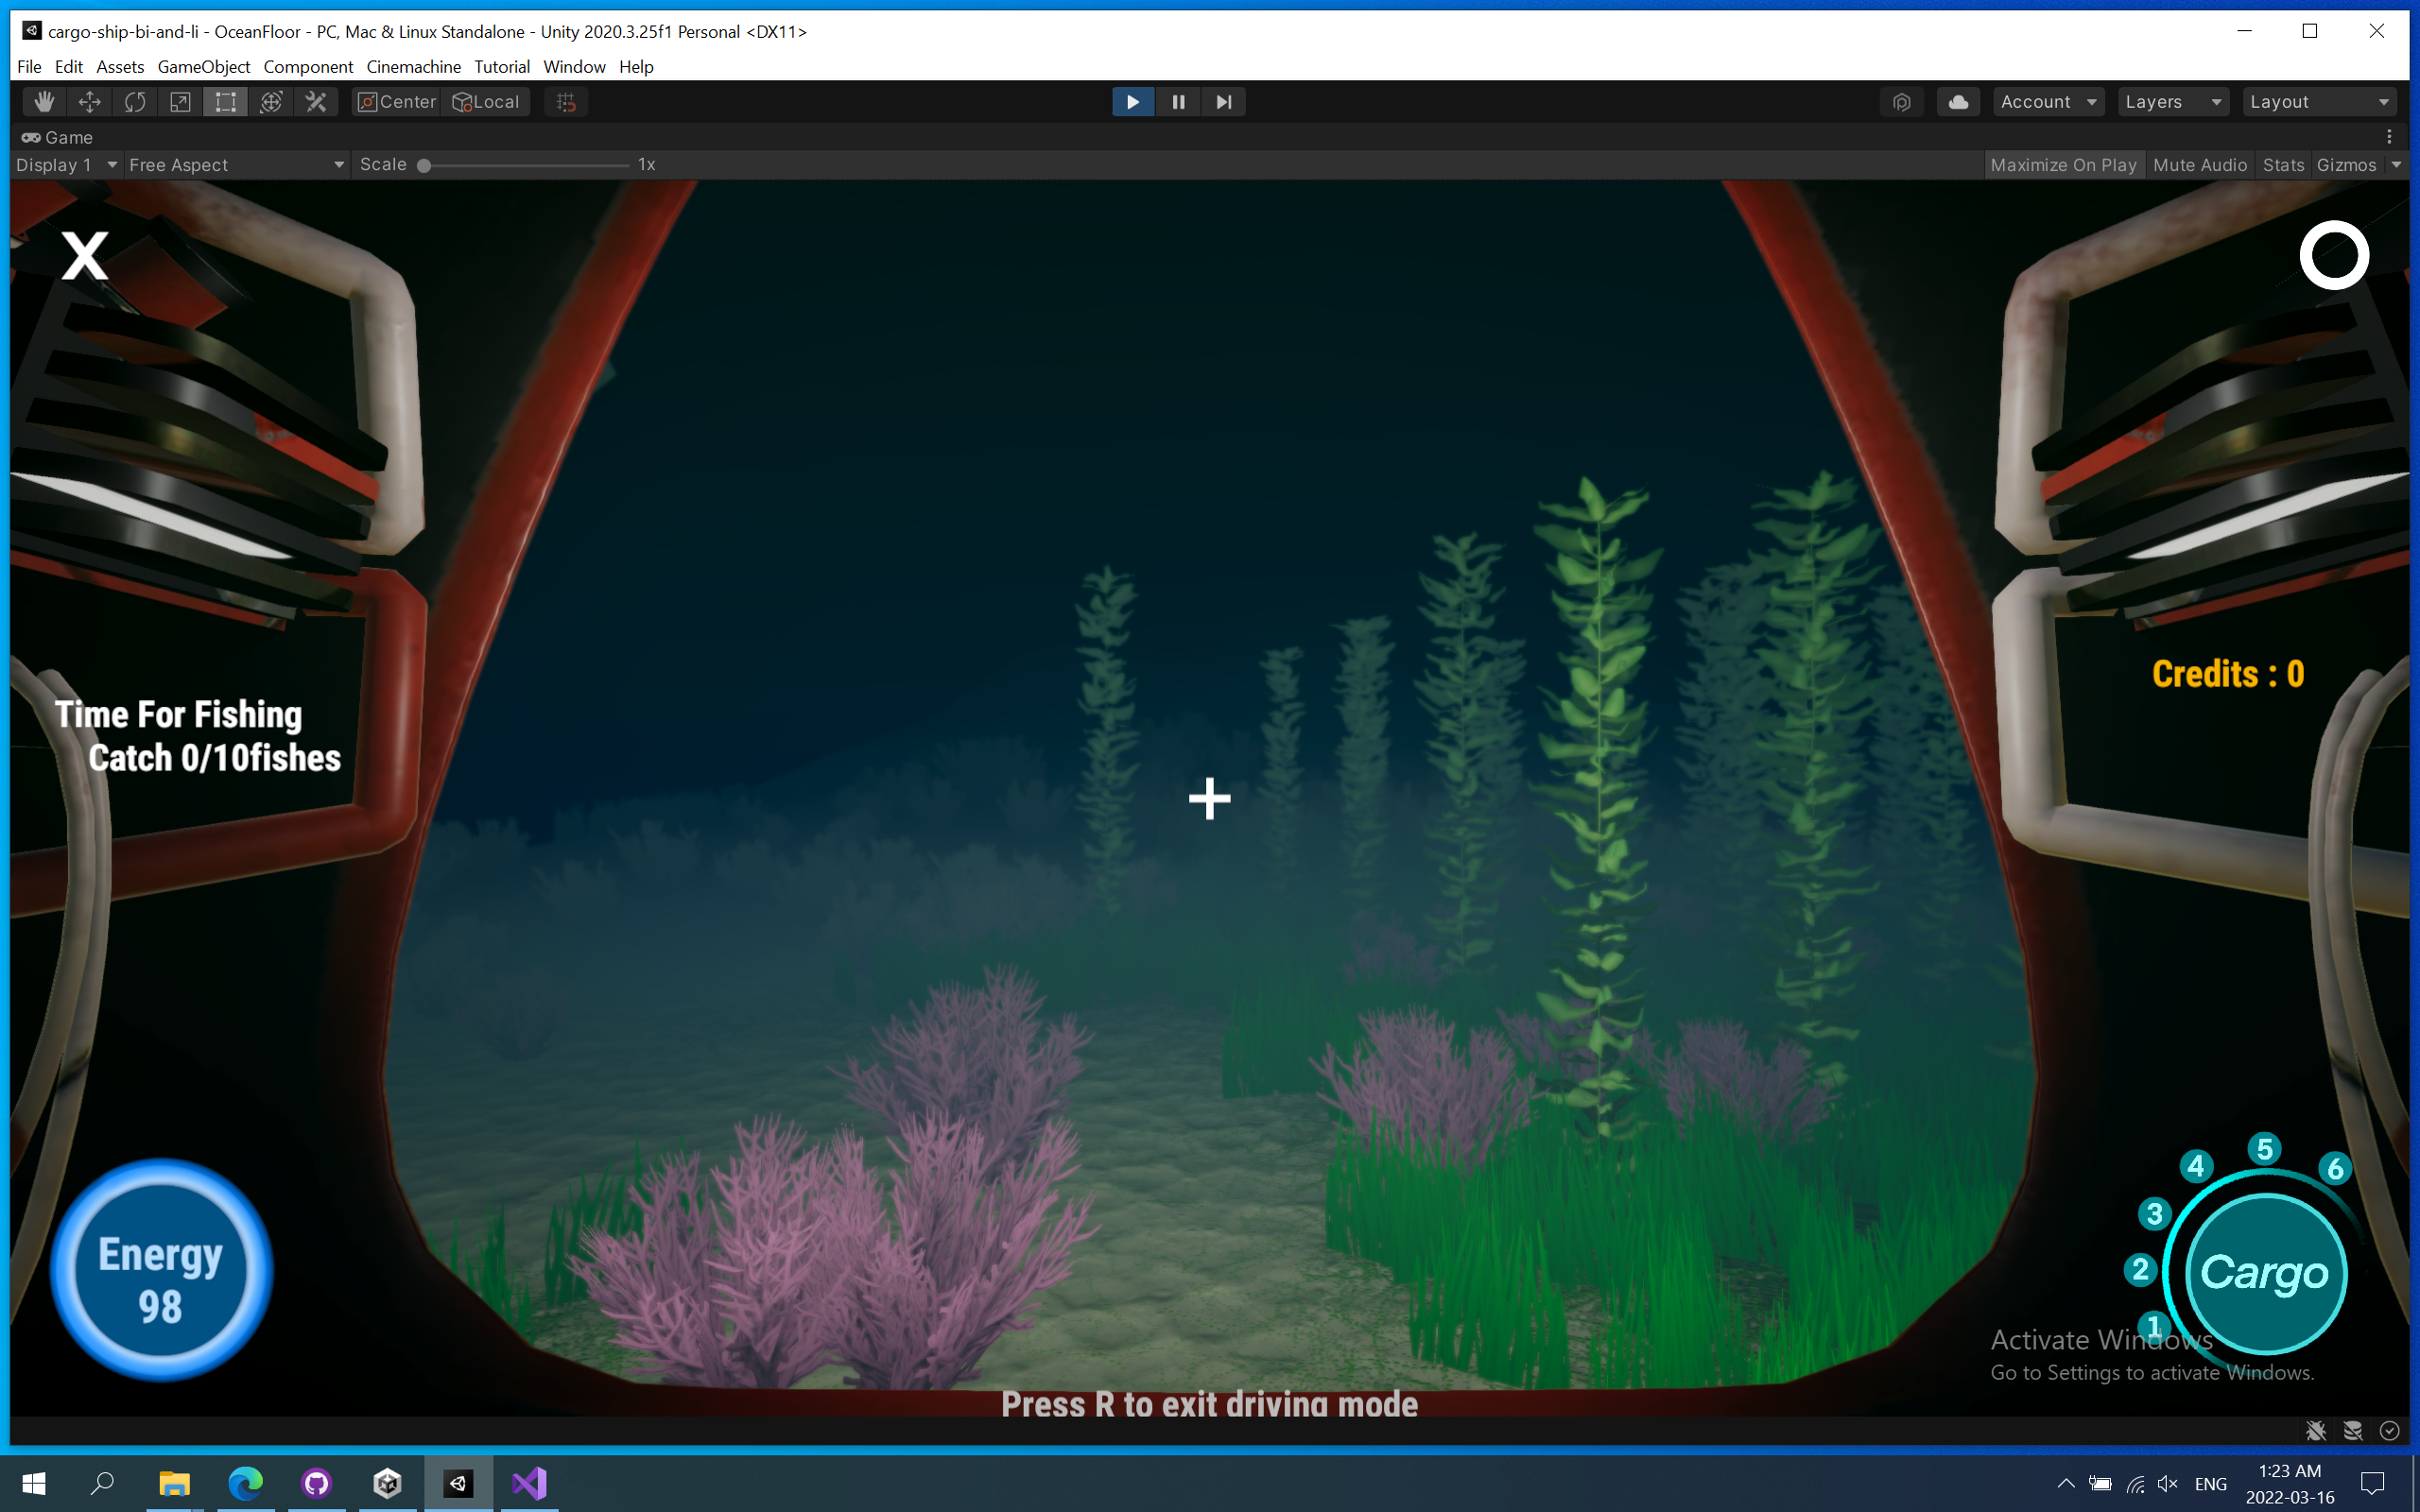 cargo-ship-bi-and-li - OceanFloor - PC, Mac & Linux Standalone - Unity 2020.3.25f1 Personal <DX11>
File Edit Assets GameObject Component Cinemachine Tutorial Window Help
Center Local Account Layers Layout
Game
Display 1 Free Aspect Scale 1x Maximize On Play Mute Audio Stats Gizmos
X
Credits : 0
Time For Fishing
Catch 0/10fishes
Energy
98
1
2
3
4
5
6
Cargo
Activate Windows
Go to Settings to activate Windows.
Press R to exit driving mode
ENG
1:23 AM
2022-03-16